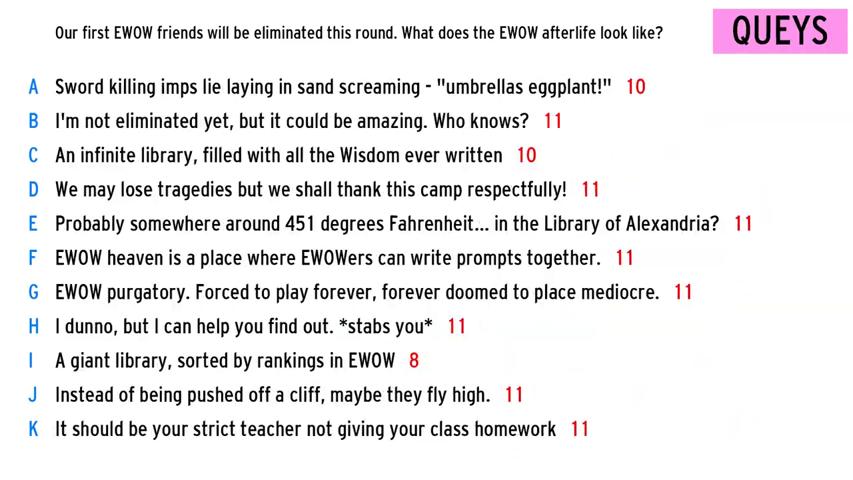 Our first EWOW friends will be eliminated this round. What does the EWOW afterlife look like?
QUEYS
A Sword killing imps lie laying in sand screaming - "umbrellas eggplant!" 10
B I'm not eliminated yet, but it could be amazing. Who knows? 11
C An infinite library, filled with all the Wisdom ever written 10
D We may lose tragedies but we shall thank this camp respectfully! 11
E Probably somewhere around 451 degrees Fahrenheit... in the Library of Alexandria? 11
F EWOW heaven is a place where EWOWers can write prompts together. 11
G EWOW purgatory. Forced to play forever, forever doomed to place mediocre. 11
H I dunno, but I can help you find out. *stabs you* 11
I A giant library, sorted by rankings in EWOW 8
J Instead of being pushed off a cliff, maybe they fly high. 11
K It should be your strict teacher not giving your class homework 11